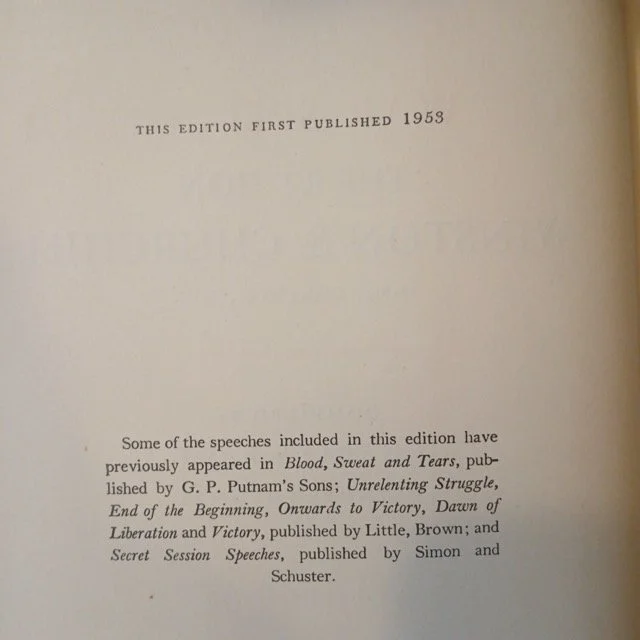 THIS EDITION FIRST PUBLISHED 1953
Some of the speeches included in this edition have
previously appeared in Blood, Sweat and Tears, pub-
lished by G. P. Putnam's Sons; Unrelenting Struggle,
End of the Beginning, Onwards to Victory, Dawn of
Liberation and Victory, published by Little, Brown; and
Secret Session Speeches, published by Simon and
Schuster.